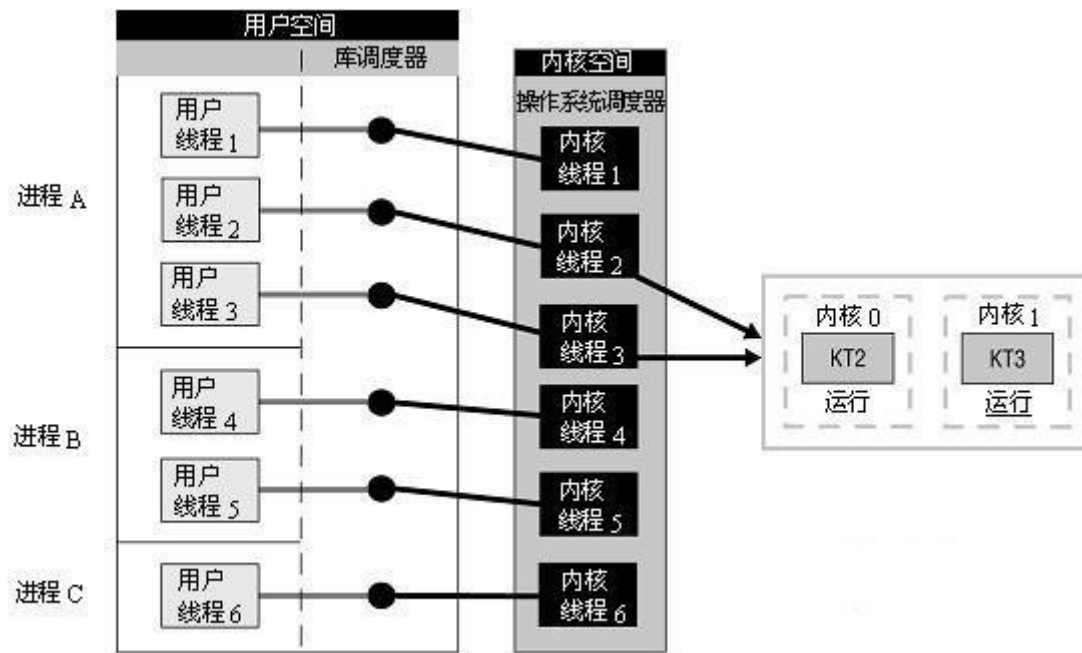 用户空间
库调度器
内核空间
操作系统调度器
进程 A
用户
线程 1
用户
线程 2
用户
线程 3
进程 B
用户
线程 4
用户
线程 5
进程 C
用户
线程 6
内核
线程 1
内核
线程 2
内核
线程 3
内核
线程 4
内核
线程 5
内核
线程 6
内核 0
KT2
运行
内核 1
KT3
运行